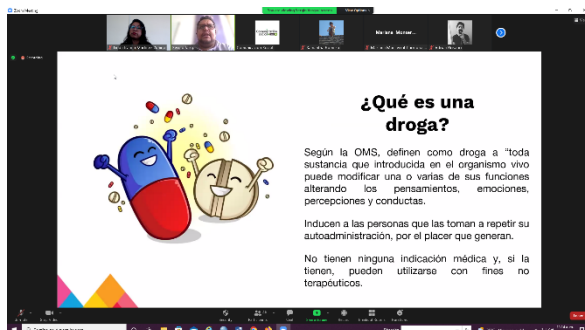 Zoom Meeting
¿Qué es una
droga?
Según la OMS, definen como droga a “toda
sustancia que introducida en el organismo vivo
puede modificar una o varias de sus funciones
alterando los pensamientos, emociones,
percepciones y conductas.
Inducen a las personas que las toman a repetir su
autoadministración, por el placer que generan.
No tienen ninguna indicación médica y, si la
tienen, pueden utilizarse con fines no
terapéuticos.